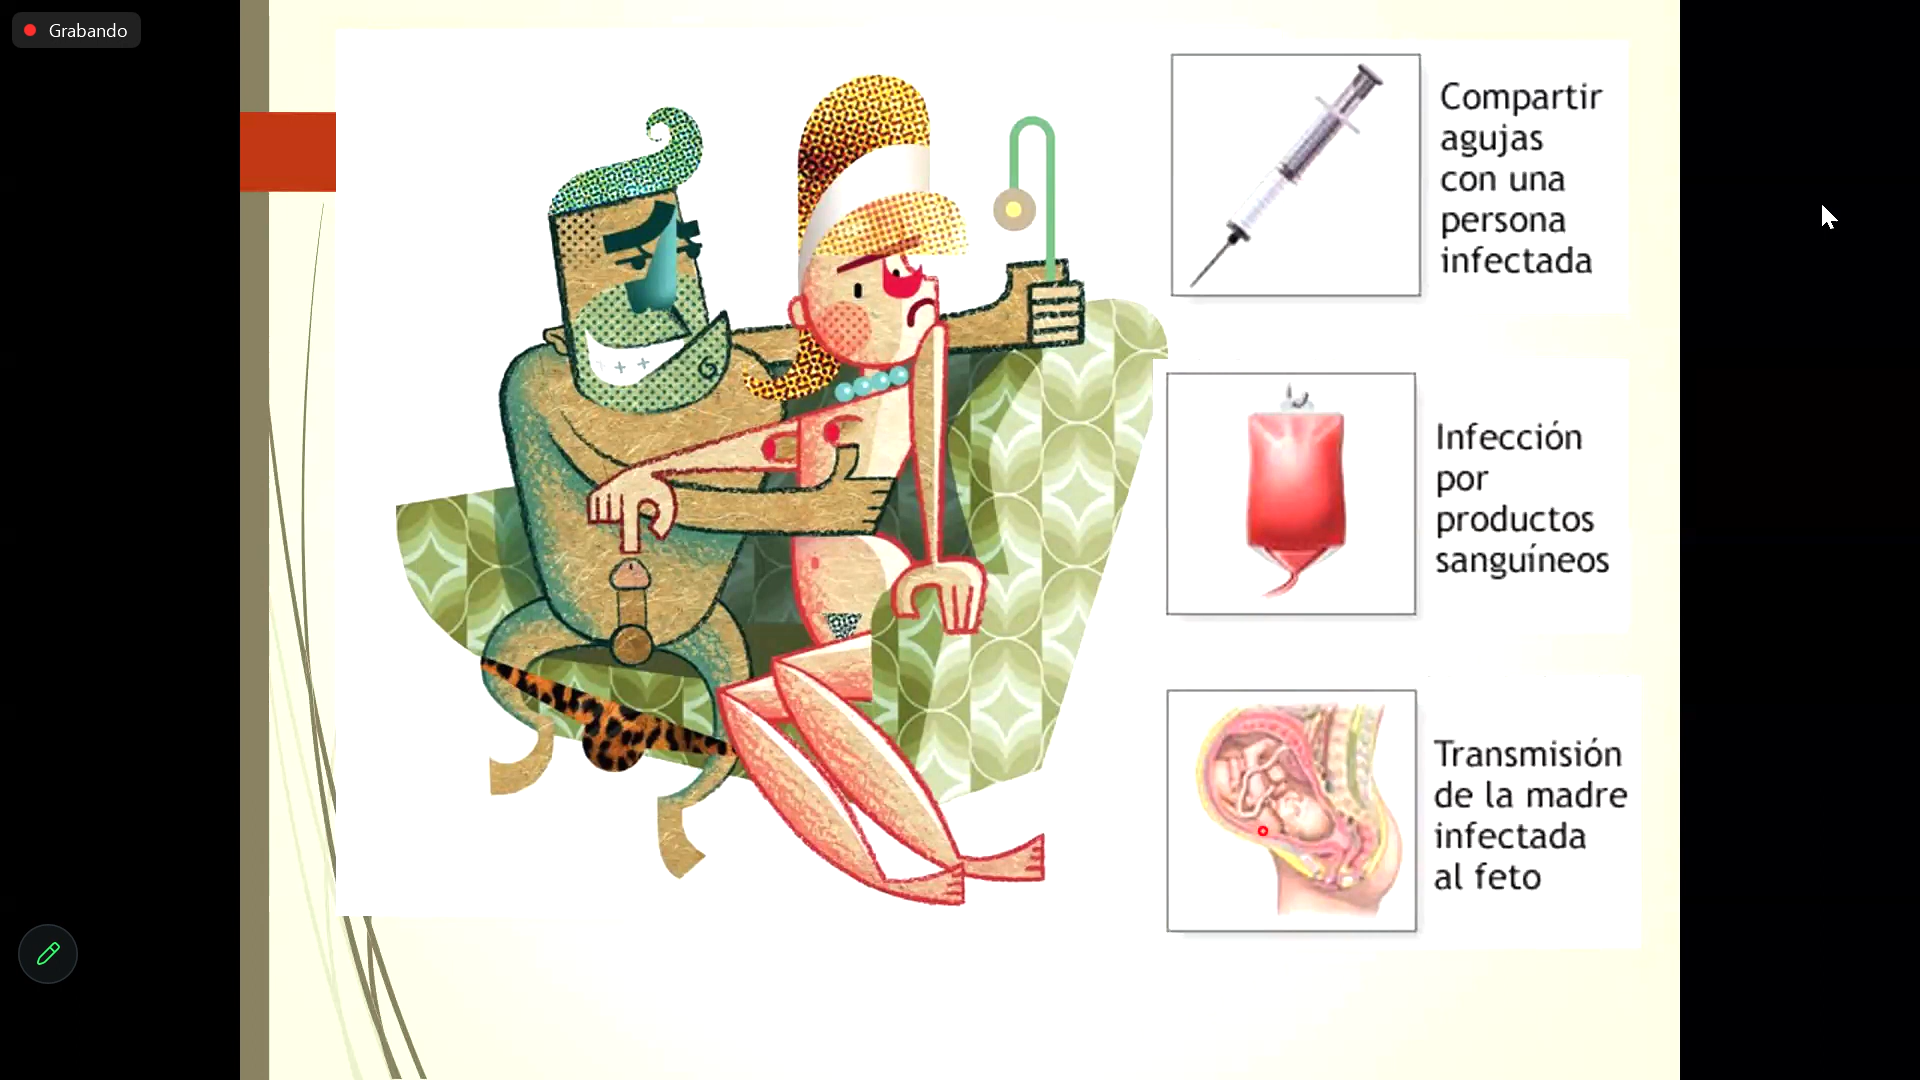 Grabando
Compartir
agujas
con una
persona
infectada
Infección
por
productos
sanguíneos
Transmisión
de la madre
infectada
al feto